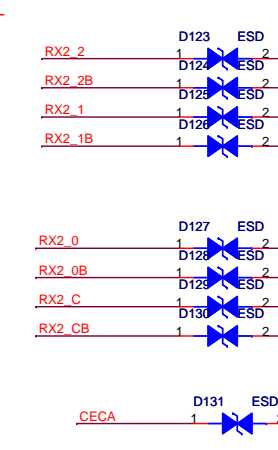 D123 ESD
RX2_2 1 2
D124 ESD
RX2_2B 1 2
D125 ESD
RX2_1 1 2
D126 ESD
RX2_1B 1 2
D127 ESD
RX2_0 1 2
D128 ESD
RX2_0B 1 2
D129 ESD
RX2_C 1 2
D130 ESD
RX2_CB 1 2
D131 ESD
CECA 1